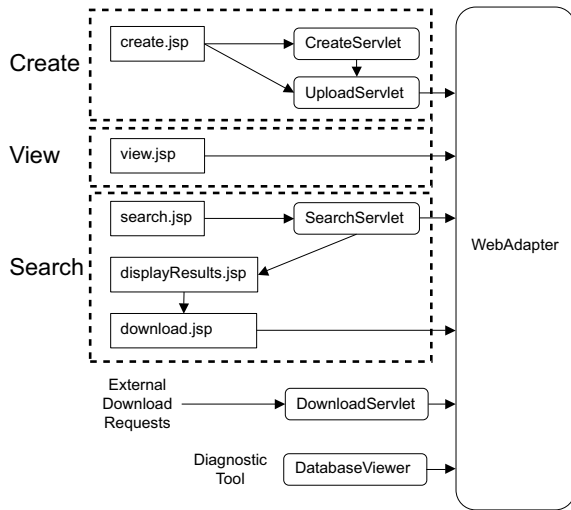 Create
create.jsp
CreateServlet
UploadServlet
View
view.jsp
Search
search.jsp
SearchServlet
displayResults.jsp
download.jsp
External
Download
Requests
DownloadServlet
Diagnostic
Tool
DatabaseViewer
WebAdapter